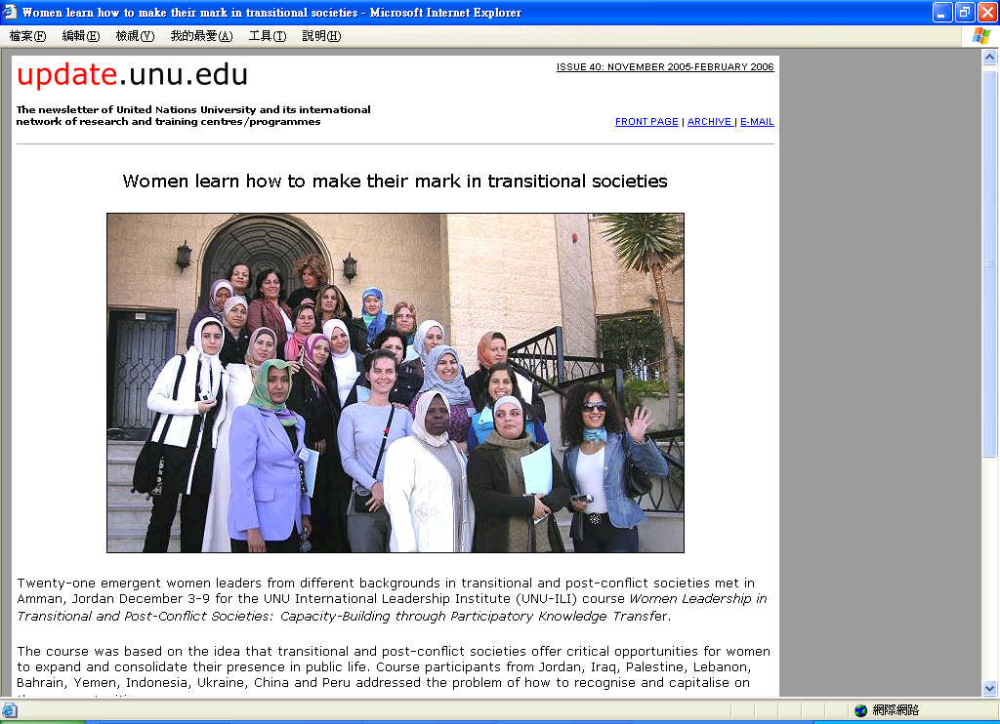 Women learn how to make their mark in transitional societies - Microsoft Internet Explorer
檔案(F) 編輯(E) 檢視(V) 我的最愛(A) 工具(T) 說明(H)
update.unu.edu
ISSUE 40: NOVEMBER 2005-FEBRUARY 2006
The newsletter of United Nations University and its international
network of research and training centres/programmes
FRONT PAGE | ARCHIVE | E-MAIL
Women learn how to make their mark in transitional societies
Twenty-one emergent women leaders from different backgrounds in transitional and post-conflict societies met in
Amman, Jordan December 3-9 for the UNU International Leadership Institute (UNU-ILI) course Women Leadership in
Transitional and Post-Conflict Societies: Capacity-Building through Participatory Knowledge Transfer.
The course was based on the idea that transitional and post-conflict societies offer critical opportunities for women
to expand and consolidate their presence in public life. Course participants from Jordan, Iraq, Palestine, Lebanon,
Bahrain, Yemen, Indonesia, Ukraine, China and Peru addressed the problem of how to recognise and capitalise on
網際網路